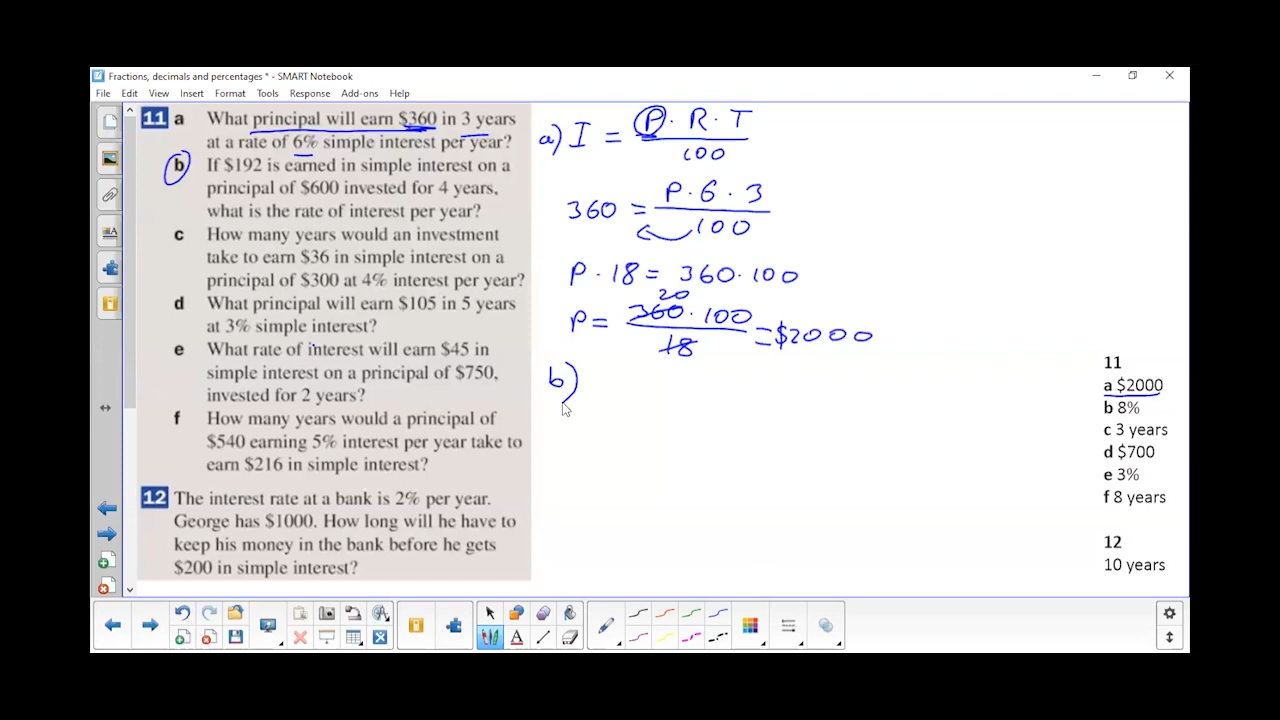 Fractions, decimals and percentages * - SMART Notebook
File Edit View Insert Format Tools Response Add-ons Help
11 a What principal will earn $360 in 3 years
at a rate of 6% simple interest per year?
b If $192 is earned in simple interest on a
principal of $600 invested for 4 years,
what is the rate of interest per year?
c How many years would an investment
take to earn $36 in simple interest on a
principal of $300 at 4% interest per year?
d What principal will earn $105 in 5 years
at 3% simple interest?
e What rate of interest will earn $45 in
simple interest on a principal of $750,
invested for 2 years?
f How many years would a principal of
$540 earning 5% interest per year take to
earn $216 in simple interest?
12 The interest rate at a bank is 2% per year.
George has $1000. How long will he have to
keep his money in the bank before he gets
$200 in simple interest?
a) I = P · R · T
100
360 = P · 6 · 3
100
P · 18 = 360 · 100
20
P = 360 · 100
18
= $2000
b)
11
a $2000
b 8%
c 3 years
d $700
e 3%
f 8 years
12
10 years